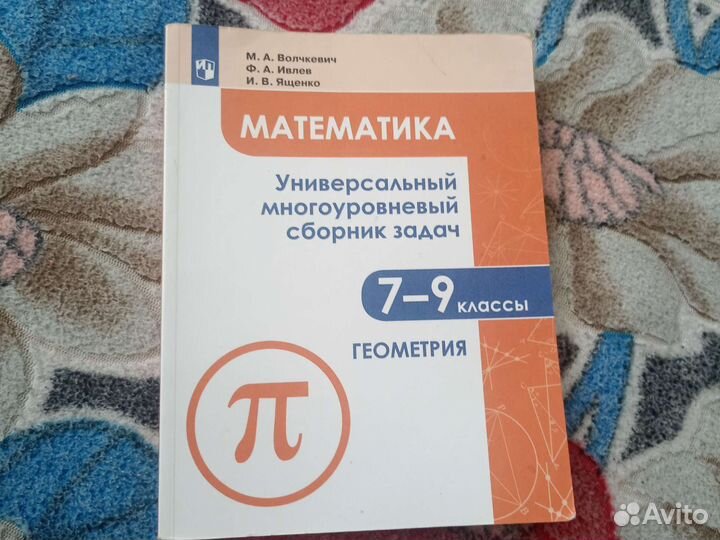 М. А. Волчкевич
Ф. А. Ивлев
И. В. Ященко
МАТЕМАТИКА
Универсальный
многоуровневый
сборник задач
7–9 классы
ГЕОМЕТРИЯ
π
Avito